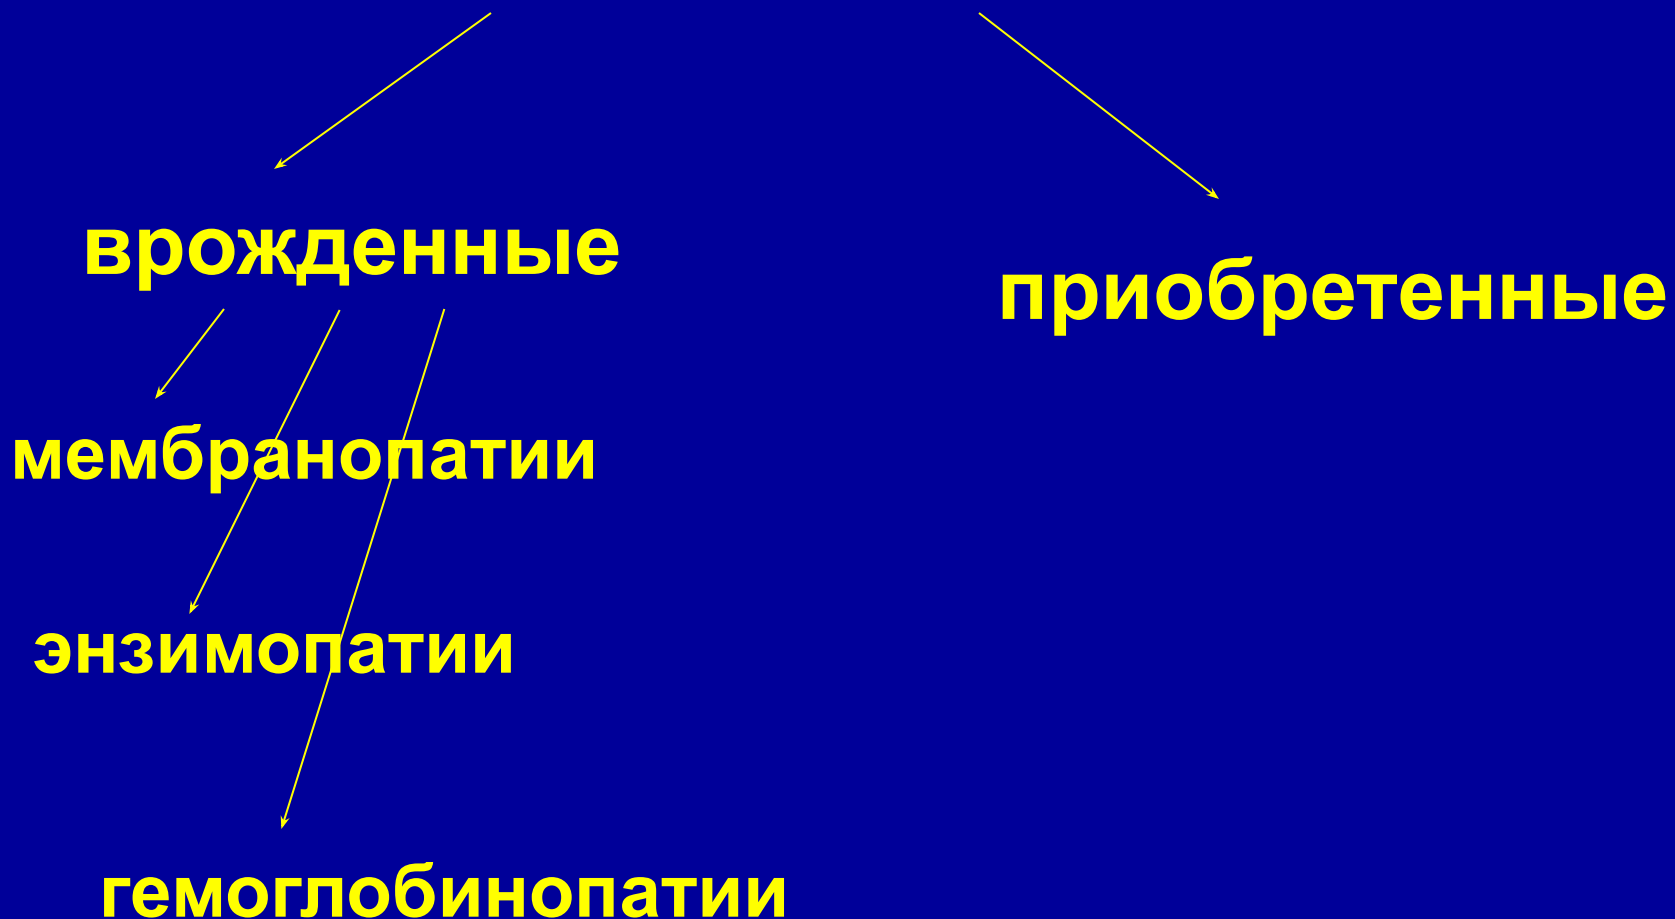 врожденные
приобретенные
мембранопатии
энзимопатии
гемоглобинопатии